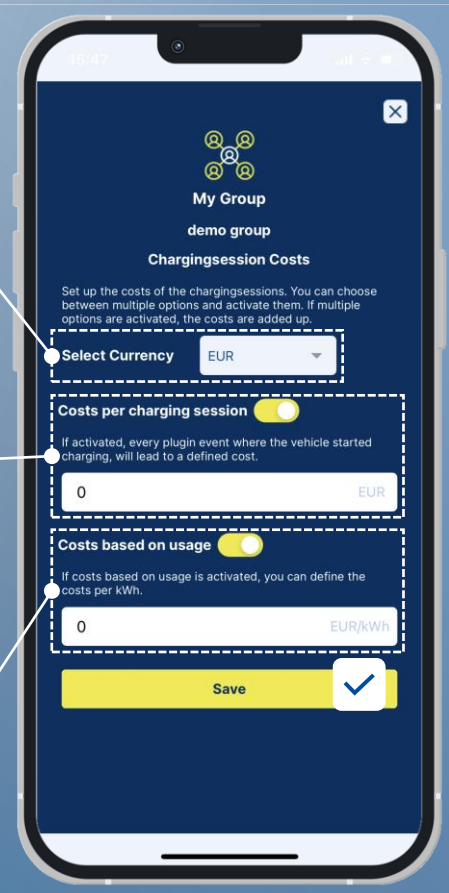 15:47
My Group
demo group
Chargingsession Costs
Set up the costs of the chargingsessions. You can choose
between multiple options and activate them. If multiple
options are activated, the costs are added up.
Select Currency EUR
Costs per charging session
If activated, every plugin event where the vehicle started
charging, will lead to a defined cost.
0 EUR
Costs based on usage
If costs based on usage is activated, you can define the
costs per kWh.
0 EUR/kWh
Save